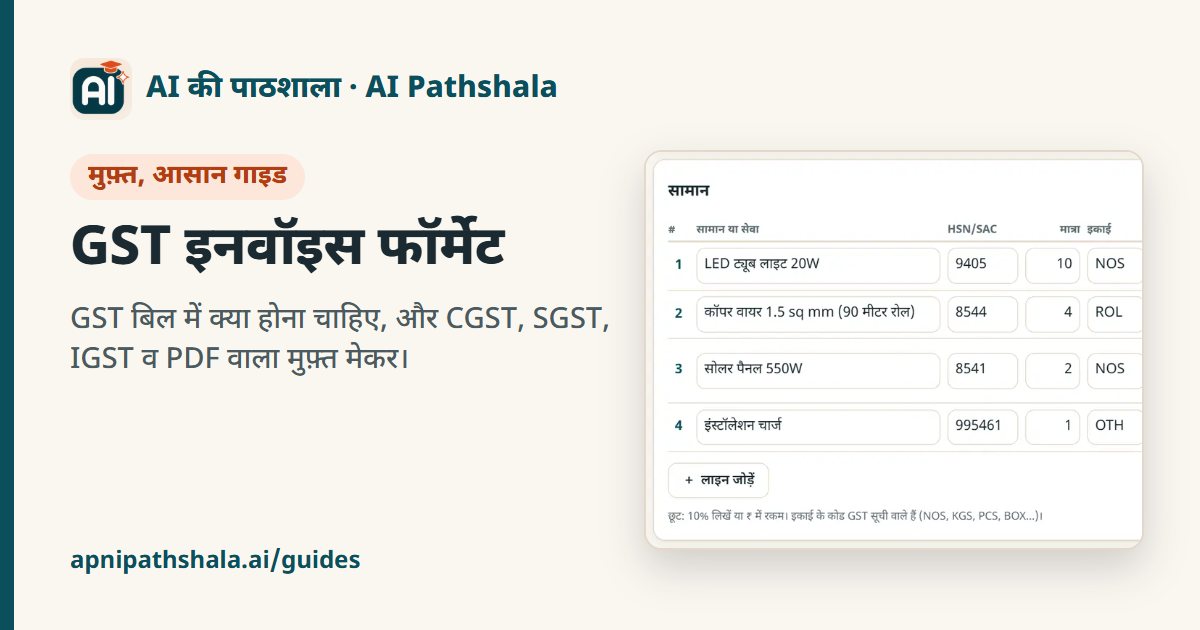 AI
AI की पाठशाला · AI Pathshala
मुफ़्त, आसान गाइड
GST इनवॉइस फॉर्मेट
GST बिल में क्या होना चाहिए, और CGST, SGST,
IGST व PDF वाला मुफ़्त मेकर।
सामान
# सामान या सेवा HSN/SAC मात्रा इकाई
1 LED ट्यूब लाइट 20W 9405 10 NOS
2 कॉपर वायर 1.5 sq mm (90 मीटर रोल) 8544 4 ROL
3 सोलर पैनल 550W 8541 2 NOS
4 इंस्टॉलेशन चार्ज 995461 1 OTH
+ लाइन जोड़ें
छूट: 10% लिखें या ₹ में रकम। इकाई के कोड GST सूची वाले हैं (NOS, KGS, PCS, BOX…)।
apnipathshala.ai/guides